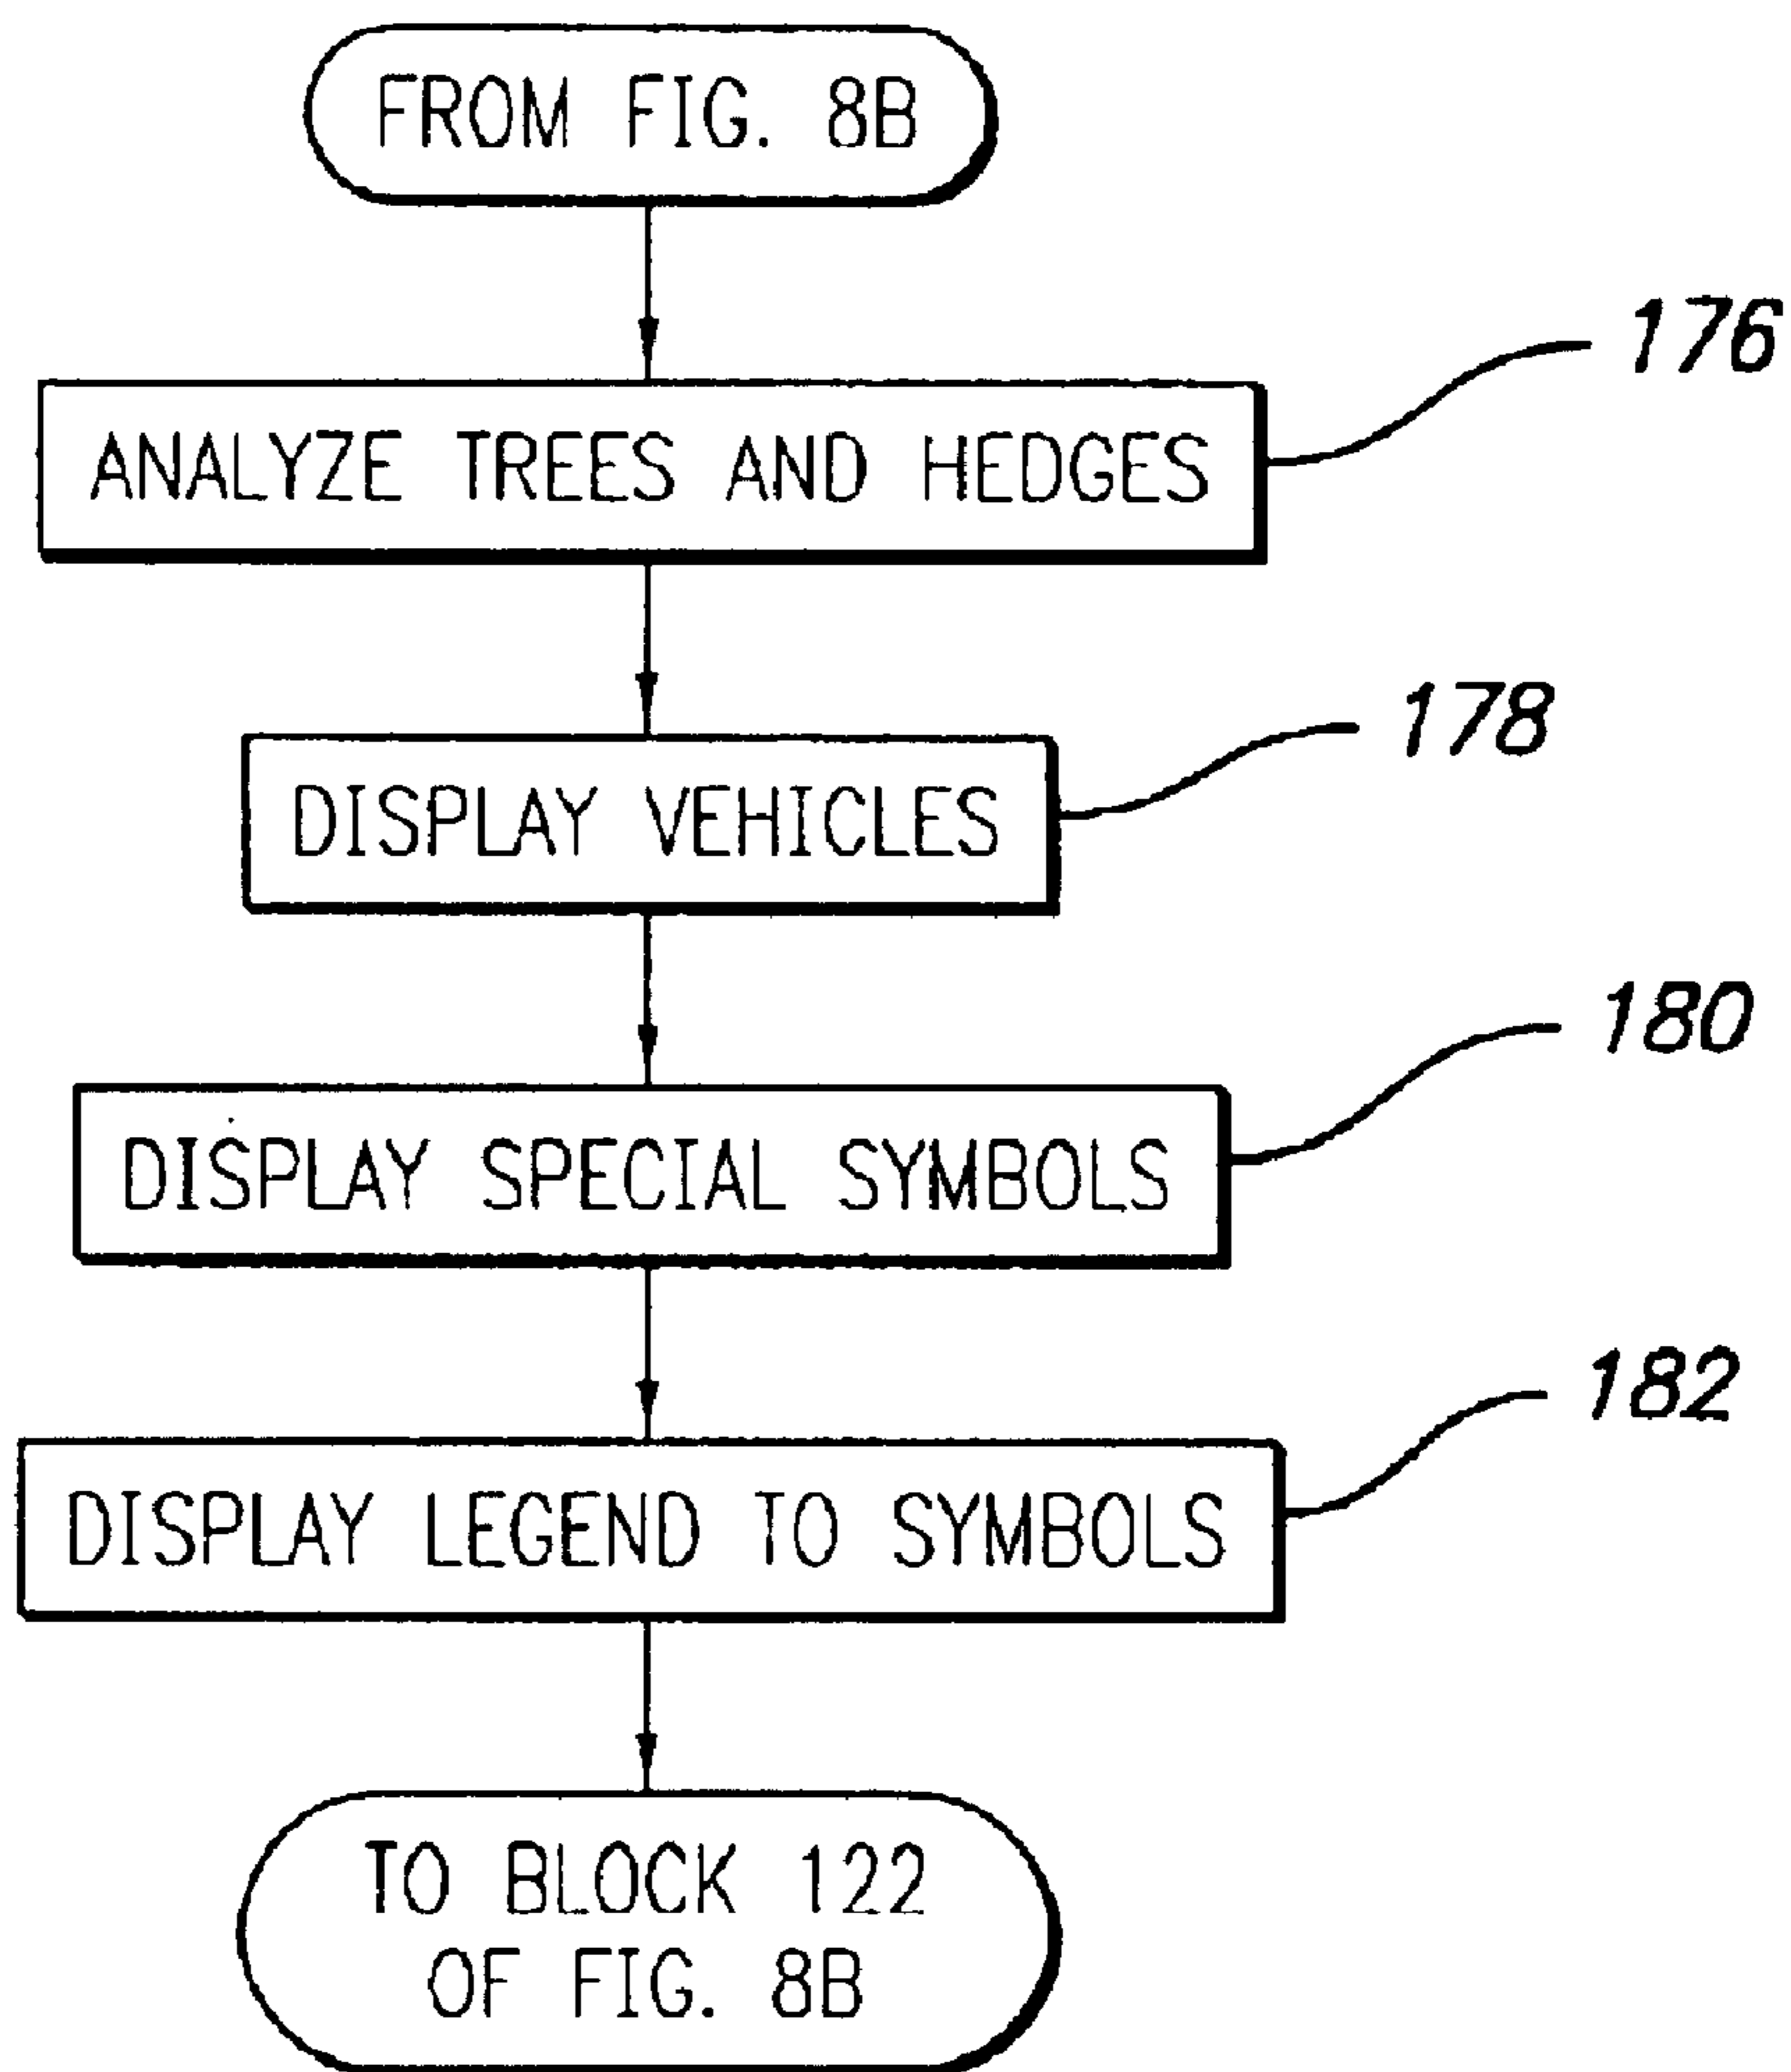 FROM FIG. 8B
176
ANALYZE TREES AND HEDGES
178
DISPLAY VEHICLES
180
DISPLAY SPECIAL SYMBOLS
182
DISPLAY LEGEND TO SYMBOLS
TO BLOCK 122
OF FIG. 8B